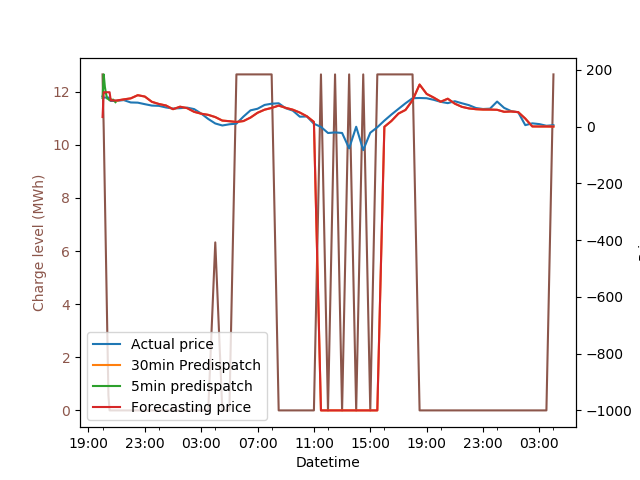 12
10
8
6
4
2
0
Charge level (MWh)
200
0
−200
−400
−600
−800
−1000
Actual price
30min Predispatch
5min predispatch
Forecasting price
19:00 23:00 03:00 07:00 11:00 15:00 19:00 23:00 03:00
Datetime